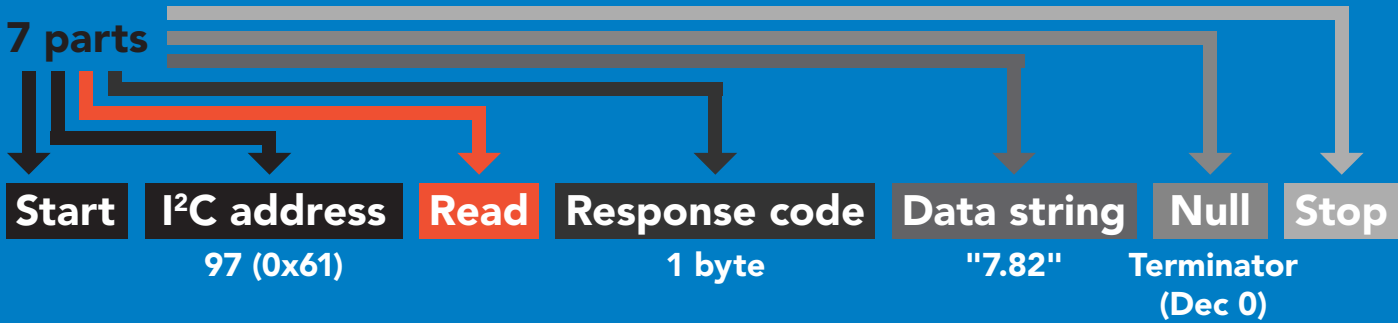 7 parts
Start I²C address Read Response code Data string Null Stop
97 (0x61) 1 byte "7.82" Terminator
(Dec 0)